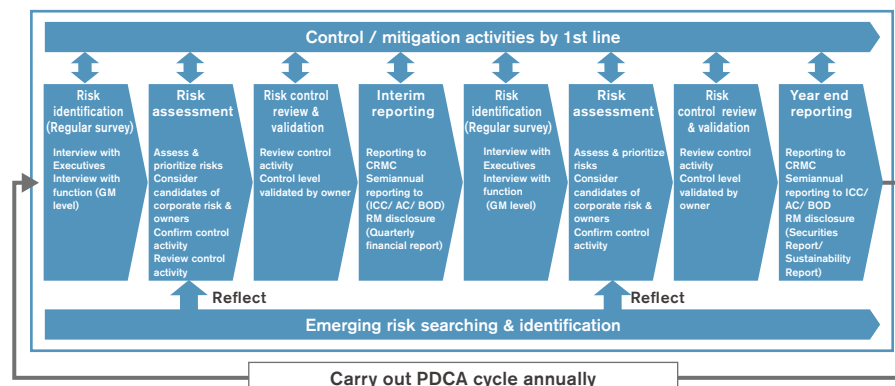 Control / mitigation activities by 1st line
Risk
identification
(Regular survey)
Interview with
Executives
Interview with
function (GM
level)
Risk
assessment
Assess &
prioritize risks
Consider
candidates of
corporate risk &
owners
Confirm control
activity
Review control
activity
Risk control
review &
validation
Review control
activity
Control level
validated by owner
Interim
reporting
Reporting to
CRMC
Semiannual
reporting to
(ICC/ AC/ BOD)
RM disclosure
(Quarterly
financial report)
Risk
identification
(Regular survey)
Interview with
Executives
Interview with
function
(GM level)
Risk
assessment
Assess & prioritize
risks
Consider
candidates of
corporate risk &
owners
Confirm control
activity
Risk
control review
& validation
Review control
activity
Control level
validated by
owner
Year end
reporting
Reporting to
CRMC
Semiannual
reporting to ICC/
AC/ BOD
RM disclosure
(Securities
Report/
Sustainability
Report)
Reflect
Reflect
Emerging risk searching & identification
Carry out PDCA cycle annually